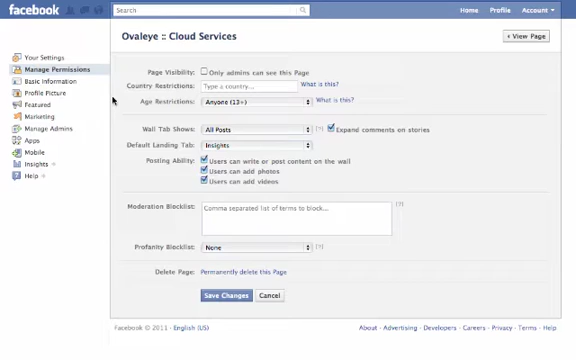 facebook Search Home Profile Account
Ovaleye :: Cloud Services View Page
Your Settings
Manage Permissions
Basic Information
Profile Picture
Featured
Marketing
Manage Admins
Apps
Mobile
Insights
Help
Page Visibility: Only admins can see this Page
Country Restrictions: Type a country... What is this?
Age Restrictions: Anyone (13+) What is this?
Wall Tab Shows: All Posts [?] Expand comments on stories
Default Landing Tab: Insights
Posting Ability: Users can write or post content on the wall
Users can add photos
Users can add videos
Moderation Blocklist: Comma separated list of terms to block... [?]
Profanity Blocklist: None [?]
Delete Page: Permanently delete this Page
Save Changes Cancel
Facebook © 2011 · English (US) About · Advertising · Developers · Careers · Privacy · Terms · Help